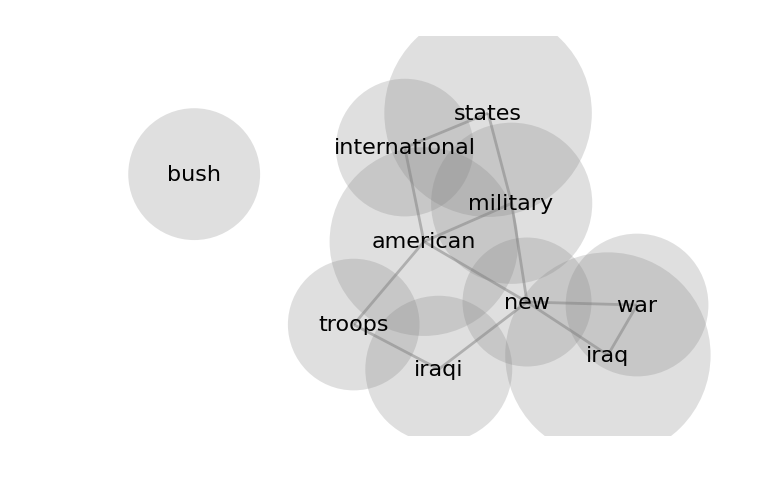 states
international
bush
military
american
new
war
troops
iraq
iraqi